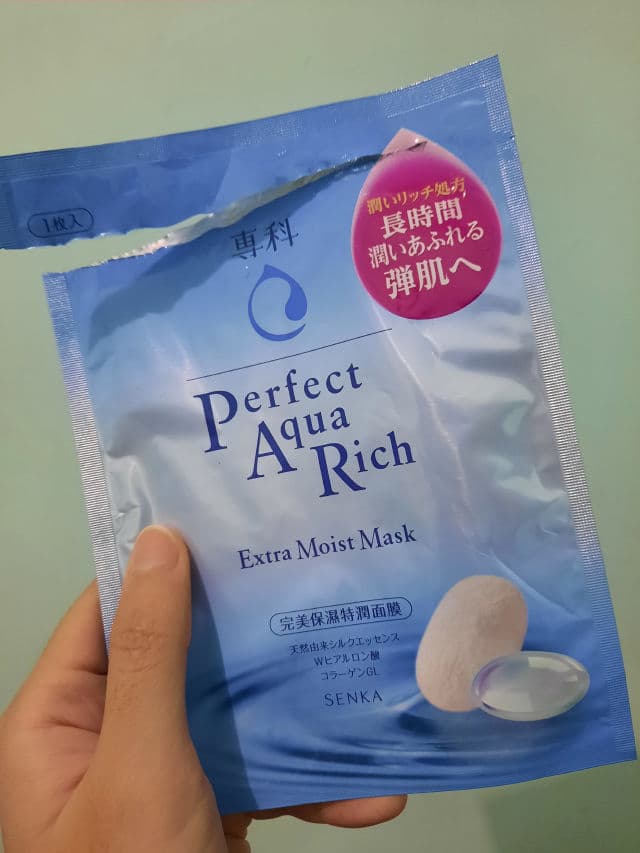 1枚入
潤いリッチ処方
長時間
潤いあふれる
弾肌へ
専科
Perfect
Aqua
Rich
Extra Moist Mask
完美保濕特潤面膜
天然由来シルクエッセンス
Wヒアルロン酸
コラーゲンGL
SENKA